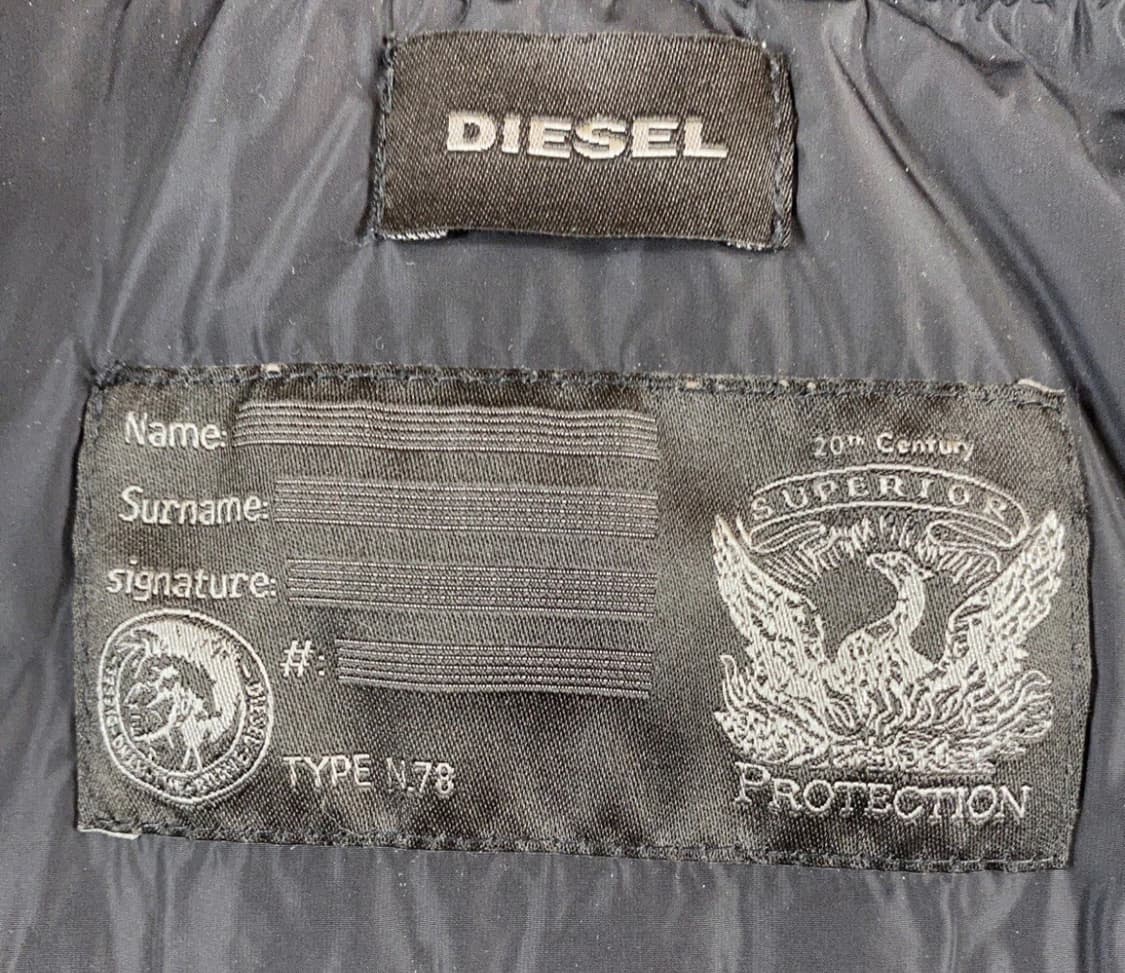 DIESEL
Name:
Surname:
signature:
#:
TYPE N.78
20th Century
SUPERIOR
PROTECTION